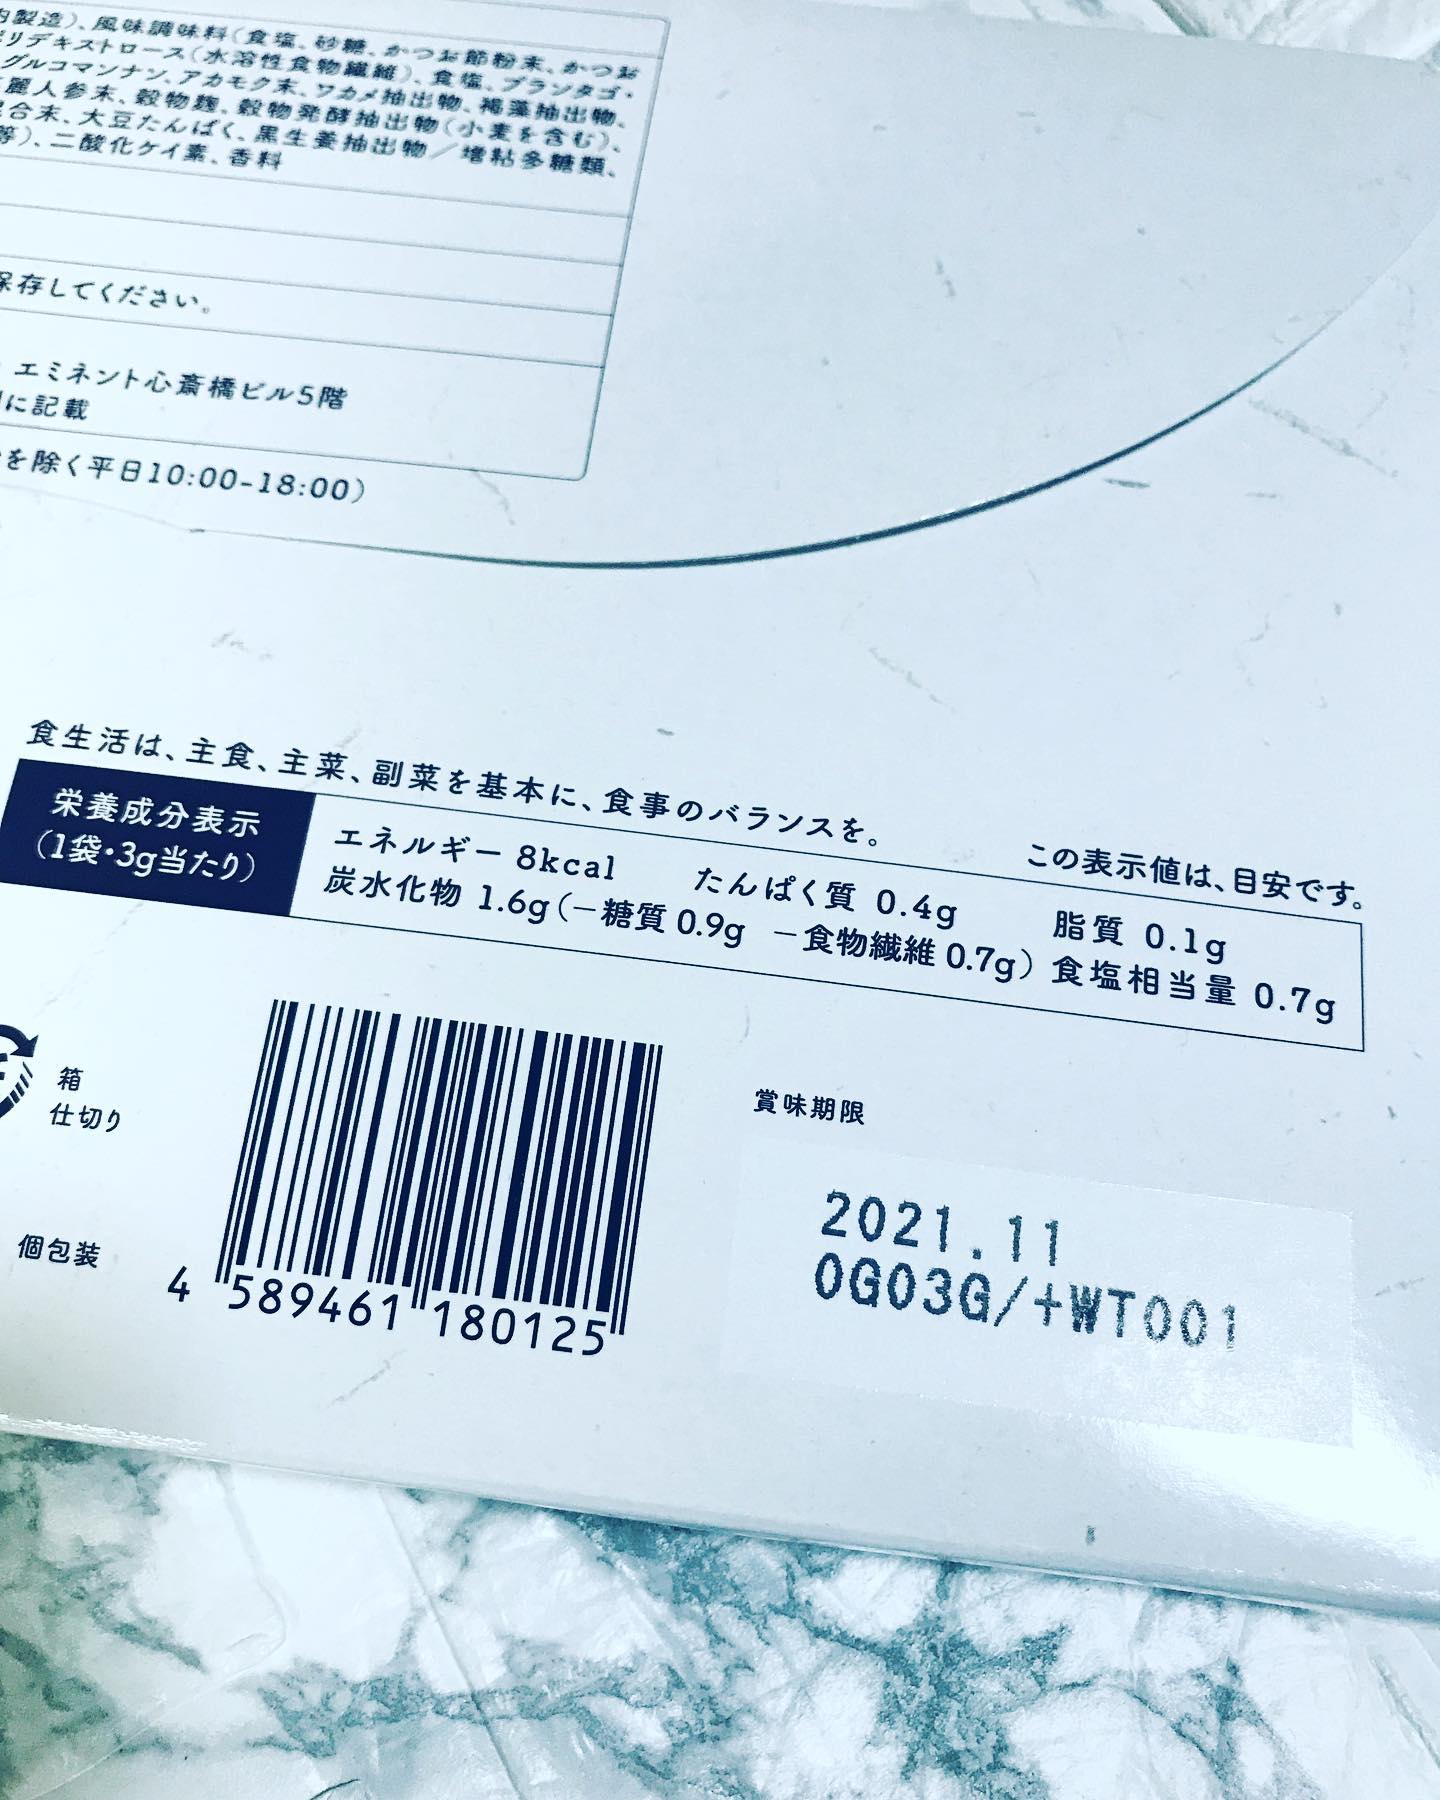 内製造)、風味調味料(食塩、砂糖、かつお節粉末、かつお
リデキストロース(水溶性食物繊維)、食塩、プランタゴ・
グルコマンナン、アカモク末、ワカメ抽出物、褐藻抽出物、
麗人参末、穀物麹、穀物発酵抽出物(小麦を含む)、
合末、大豆たんぱく、黒生姜抽出物/増粘多糖類、
等)、二酸化ケイ素、香料
保存してください。
エミネント心斎橋ビル5階
に記載
を除く平日10:00-18:00)
食生活は、主食、主菜、副菜を基本に、食事のバランスを。
この表示値は、目安です。
栄養成分表示
(1袋・3g当たり)
エネルギー 8kcal たんぱく質 0.4g 脂質 0.1g
炭水化物 1.6g(−糖質 0.9g −食物繊維 0.7g) 食塩相当量 0.7g
箱
仕切り
個包装
4 589461 180125
賞味期限
2021.11
0G03G/+WT001